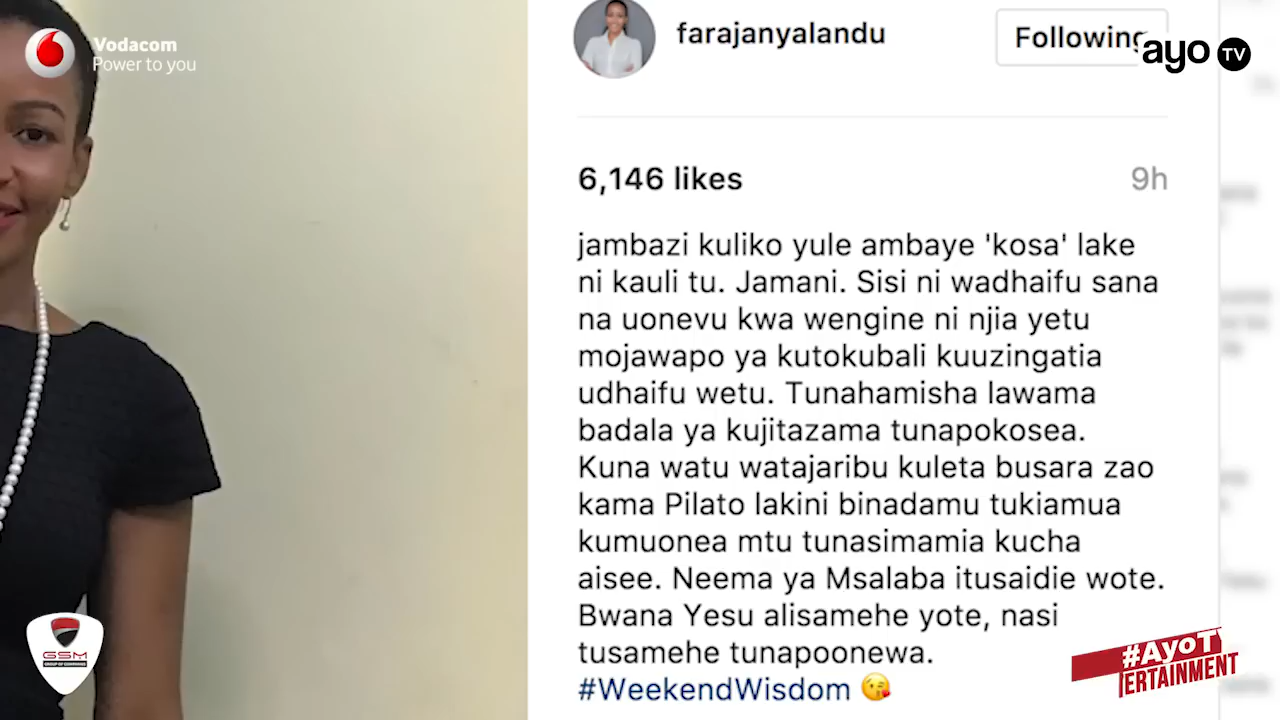 Vodacom
Power to you
farajanyalandu
Following
ayo TV
6,146 likes
9h
jambazi kuliko yule ambaye 'kosa' lake
ni kauli tu. Jamani. Sisi ni wadhaifu sana
na uonevu kwa wengine ni njia yetu
mojawapo ya kutokubali kuuzingatia
udhaifu wetu. Tunahamisha lawama
badala ya kujitazama tunapokosea.
Kuna watu watajaribu kuleta busara zao
kama Pilato lakini binadamu tukiamua
kumuonea mtu tunasimamia kucha
aisee. Neema ya Msalaba itusaidie wote.
Bwana Yesu alisamehe yote, nasi
tusamehe tunapoonewa.
#WeekendWisdom 😘
GSM
GROUP OF COMPANIES
#AyoT
ERTAINMENT